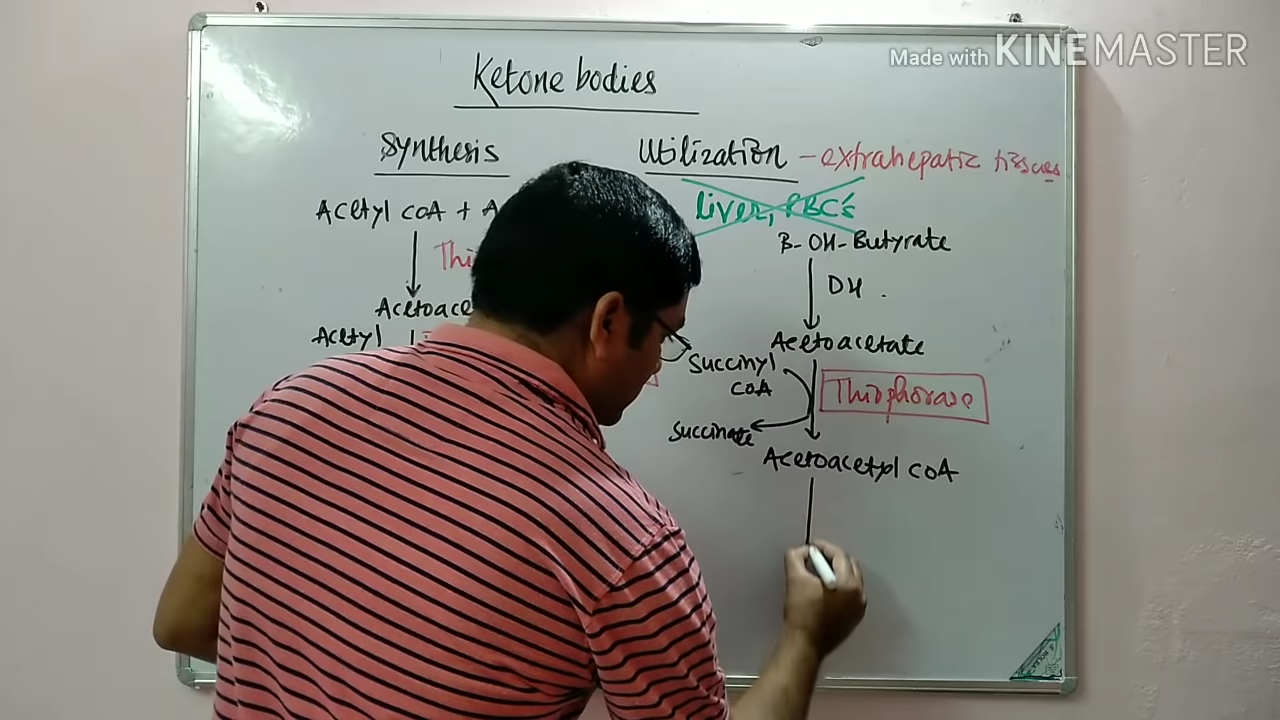 Made with KINEMASTER
Ketone bodies
Synthesis
Acetyl CoA + A
Thi
Acetoace
Acetyl
Utilization - extrahepatic tissues
Liver, RBC's
B-OH-Butyrate
DH .
Acetoacetate
Succinyl
CoA
Thiophorase
Succinate
Acetoacetyl CoA